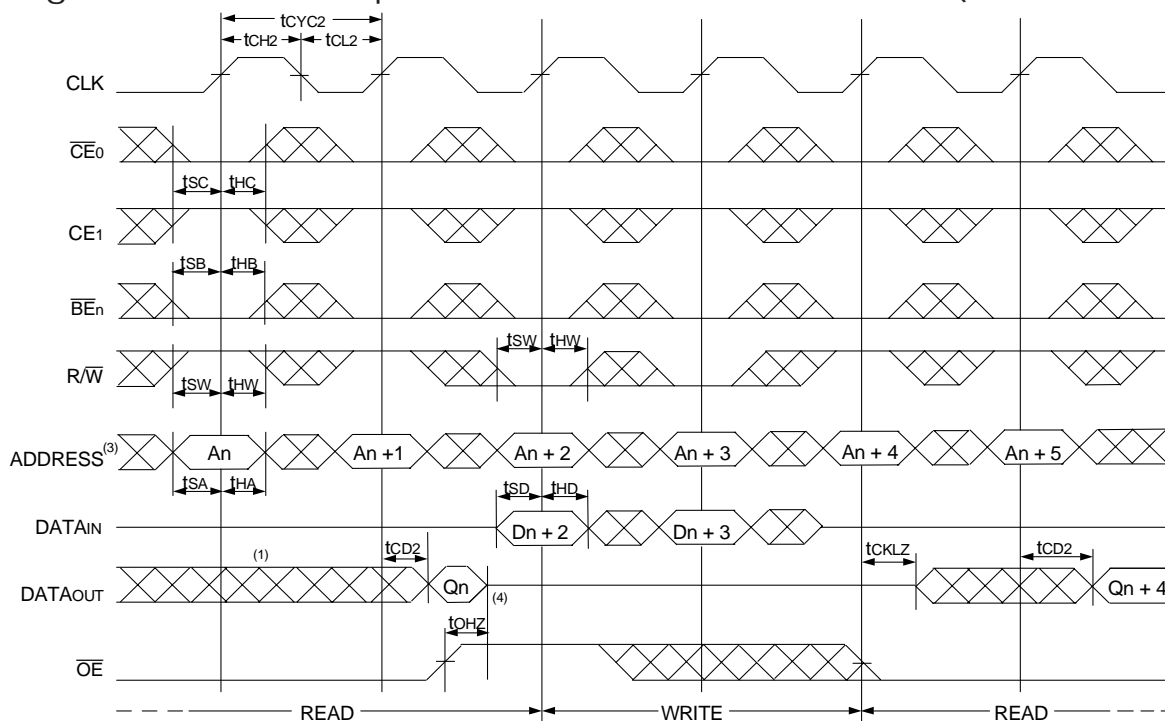 tCYC2
tCH2 tCL2
CLK
CE0
tSC tHC
CE1
tSB tHB
BEn
tSW tHW
R/W
tSW tHW
ADDRESS(3) An An +1 An + 2 An + 3 An + 4 An + 5
tSA tHA
tSD tHD
DATAIN Dn + 2 Dn + 3
(1) tCD2 tCKLZ tCD2
DATAOUT Qn (4) Qn + 4
tOHZ
OE
READ WRITE READ